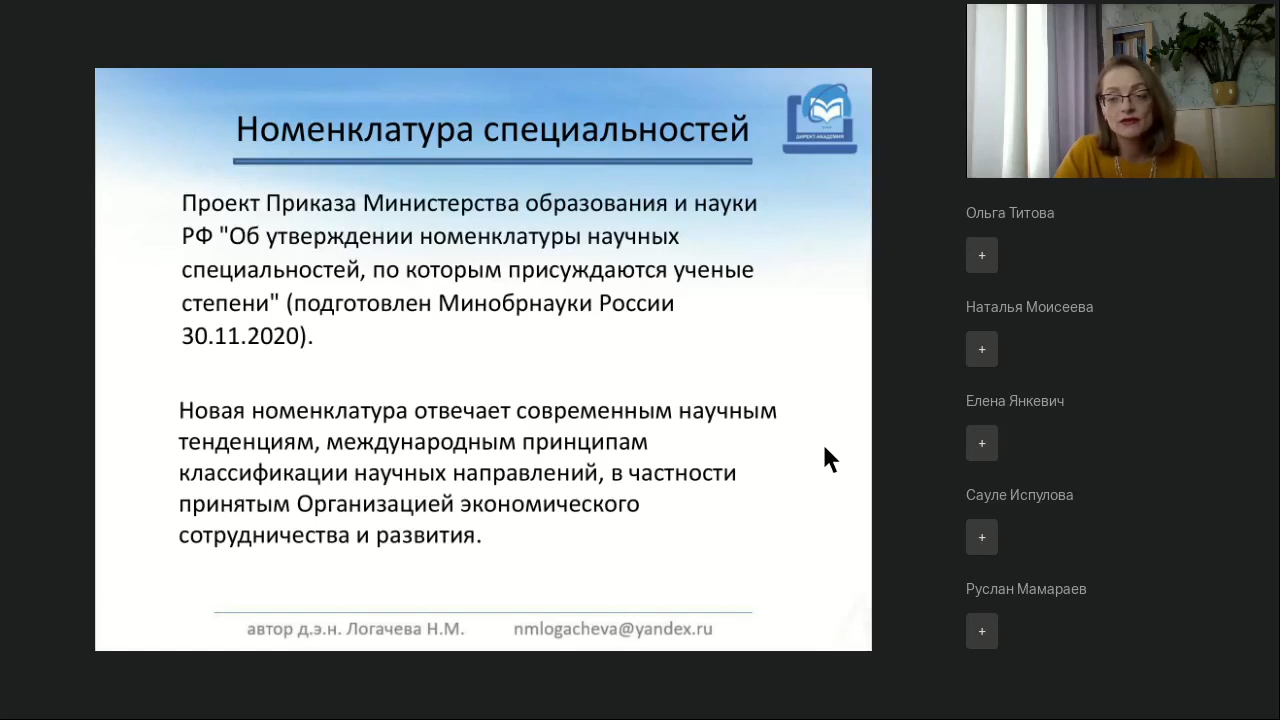 Номенклатура специальностей
ДИРЕКТ-АКАДЕМИЯ
Проект Приказа Министерства образования и науки
РФ "Об утверждении номенклатуры научных
специальностей, по которым присуждаются ученые
степени" (подготовлен Минобрнауки России
30.11.2020).
Новая номенклатура отвечает современным научным
тенденциям, международным принципам
классификации научных направлений, в частности
принятым Организацией экономического
сотрудничества и развития.
автор д.э.н. Логачева Н.М. nmlogacheva@yandex.ru
Ольга Титова
+
Наталья Моисеева
+
Елена Янкевич
+
Сауле Испулова
+
Руслан Мамараев
+